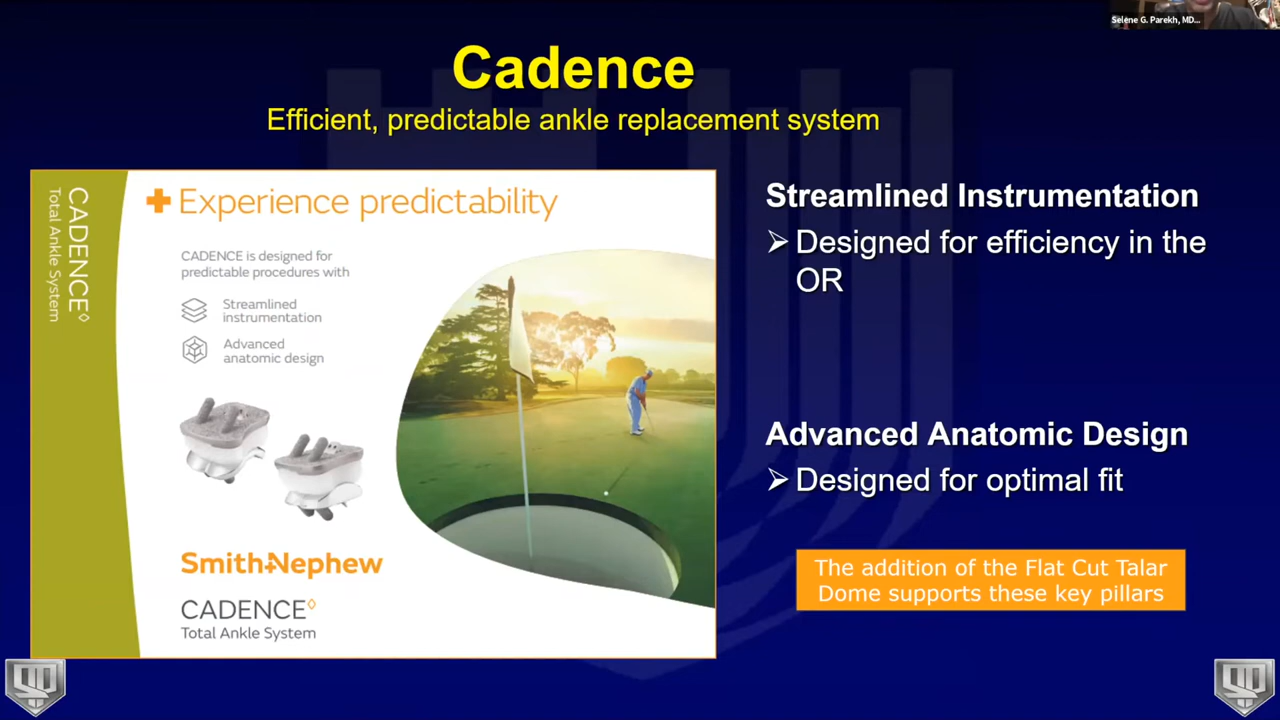 Selene G. Parekh, MD...
Cadence
Efficient, predictable ankle replacement system
CADENCE
Total Ankle System
Experience predictability
CADENCE is designed for
predictable procedures with
Streamlined
instrumentation
Advanced
anatomic design
Smith+Nephew
CADENCE
Total Ankle System
Streamlined Instrumentation
➢ Designed for efficiency in the
OR
Advanced Anatomic Design
➢ Designed for optimal fit
The addition of the Flat Cut Talar
Dome supports these key pillars